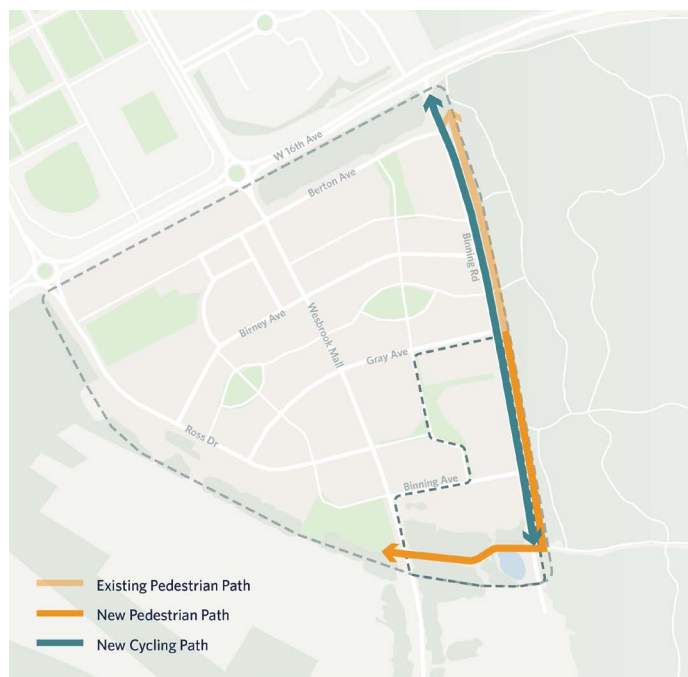 W 16th Ave
Berton Ave
Binning Rd
Birney Ave
Wesbrook Mall
Gray Ave
Ross Dr
Binning Ave
Existing Pedestrian Path
New Pedestrian Path
New Cycling Path